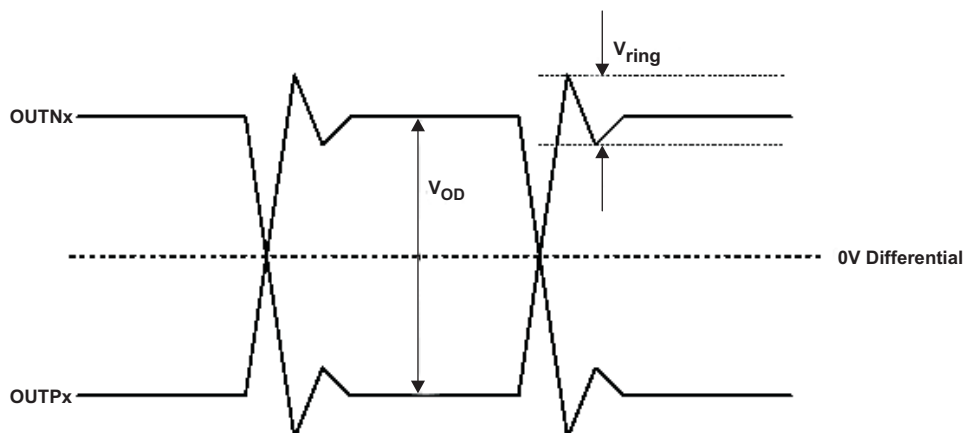 Vring
OUTNx
VOD
0V Differential
OUTPx